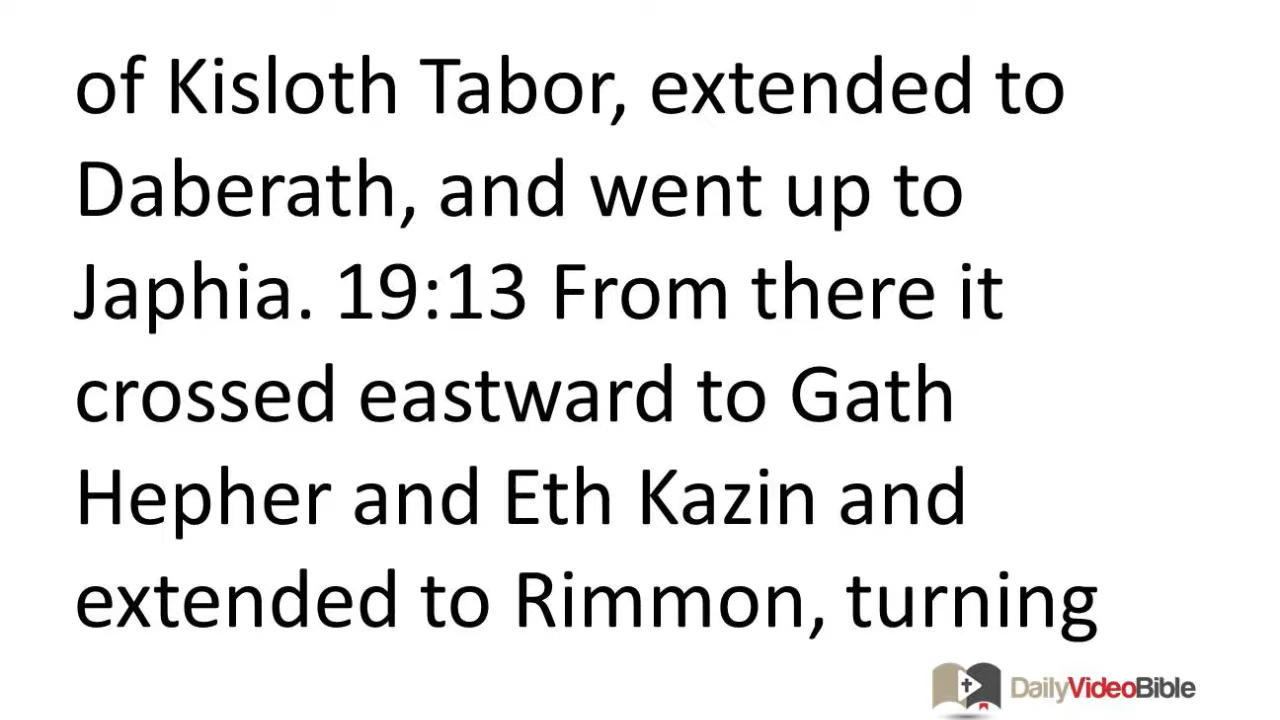 of Kisloth Tabor, extended to
Daberath, and went up to
Japhia. 19:13 From there it
crossed eastward to Gath
Hepher and Eth Kazin and
extended to Rimmon, turning
DailyVideoBible